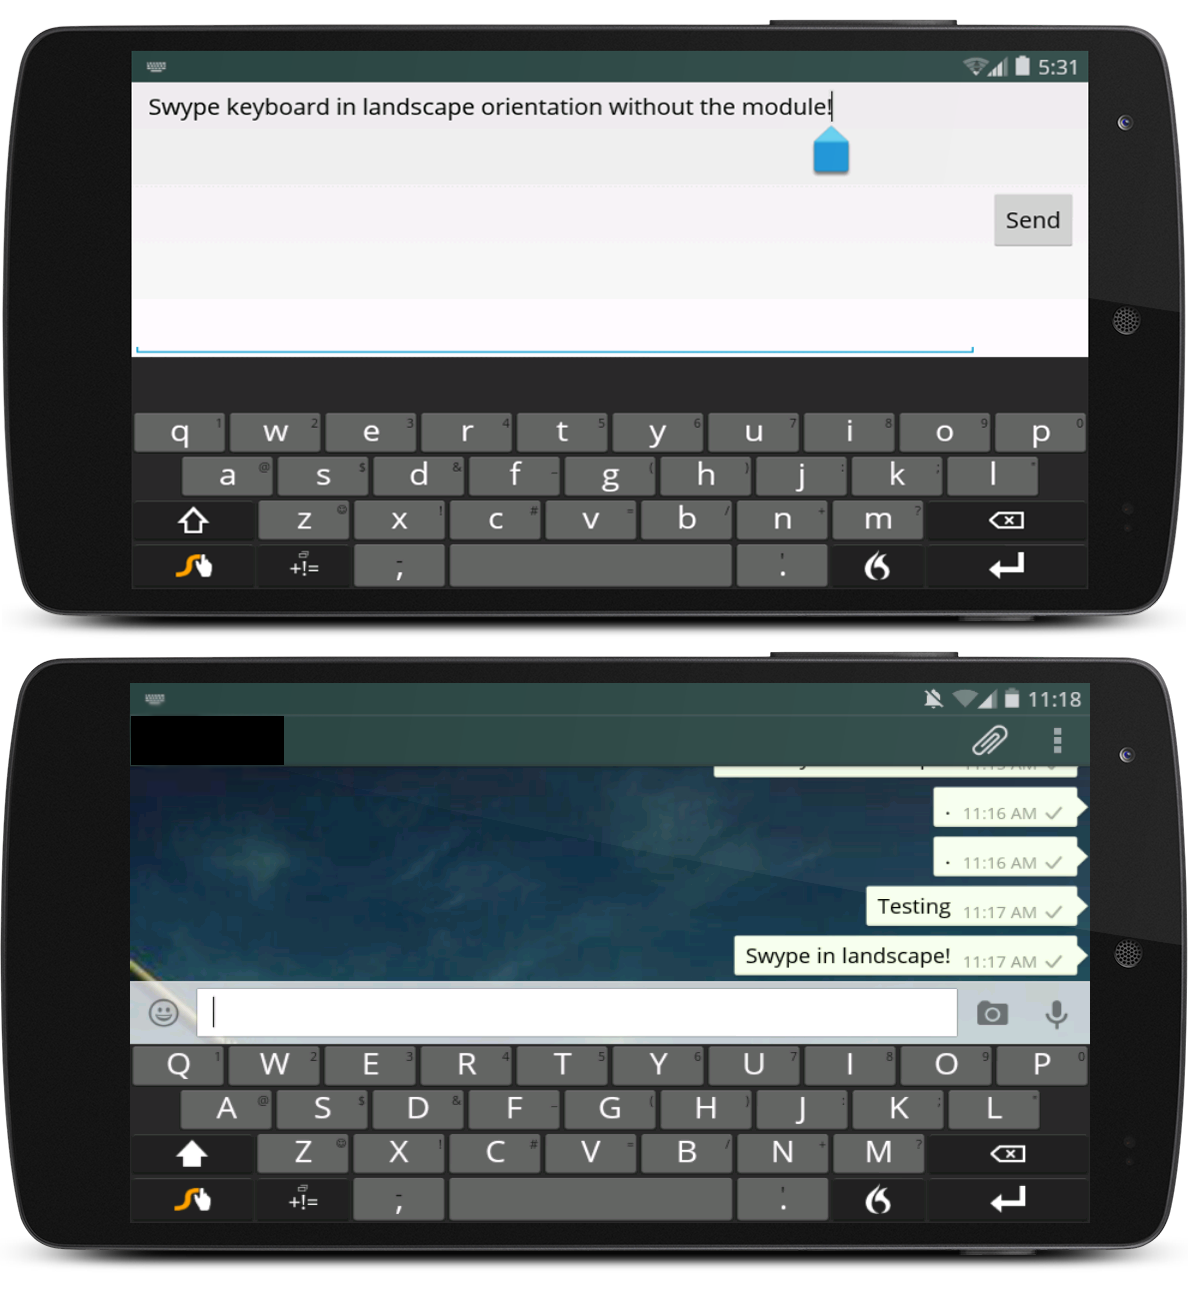 5:31
Swype keyboard in landscape orientation without the module!
Send
q 1 w 2 e 3 r 4 t 5 y 6 u 7 i 8 o 9 p 0
a @ s $ d & f _ g ( h ) j : k ; l "
z x ! c # v = b / n + m ?
+!= - , ' .
11:18
. 11:16 AM
. 11:16 AM
Testing 11:17 AM
Swype in landscape! 11:17 AM
Q 1 W 2 E 3 R 4 T 5 Y 6 U 7 I 8 O 9 P 0
A @ S $ D & F _ G ( H ) J : K ; L "
Z X ! C # V = B / N + M ?
+!= - , ' .